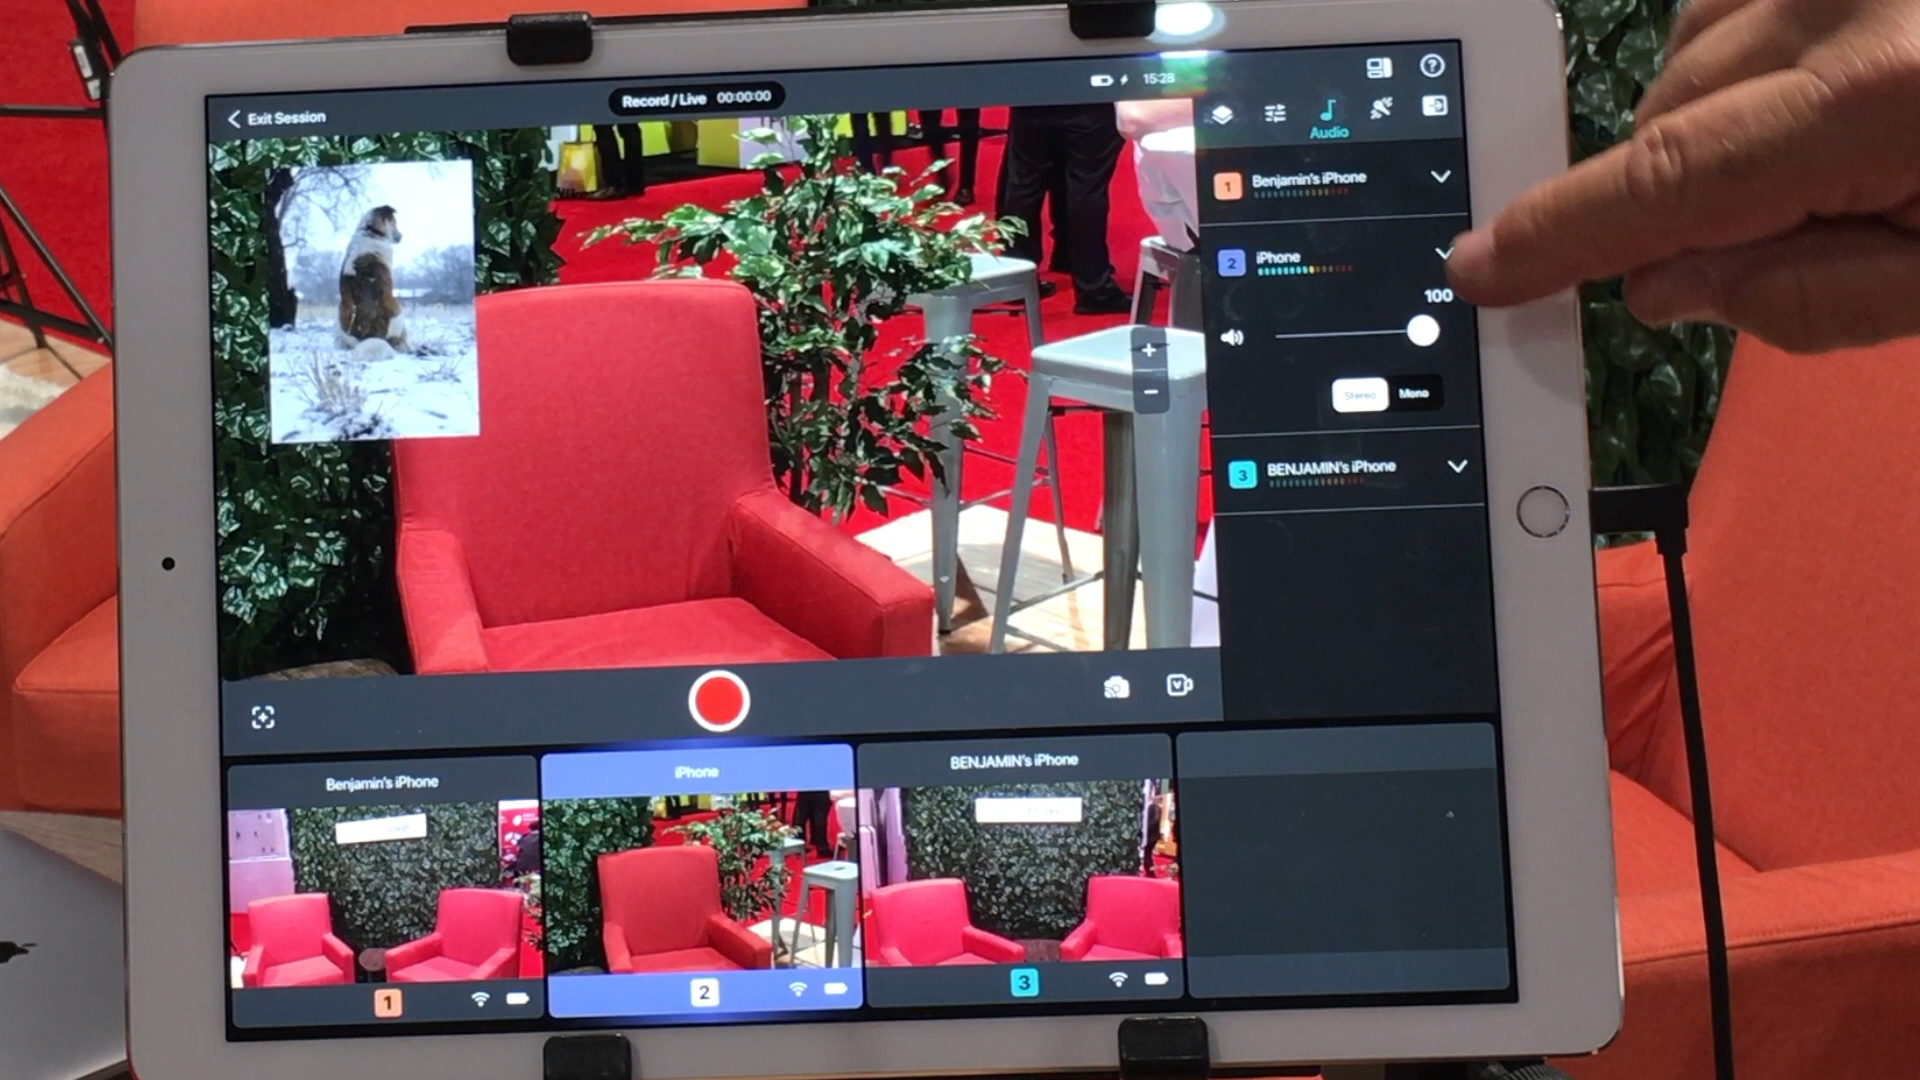 Exit Session
Record / Live 00:00:00
15:28
Audio
1 Benjamin's iPhone
2 iPhone
100
Stereo Mono
3 BENJAMIN's iPhone
Benjamin's iPhone
iPhone
BENJAMIN's iPhone
1
2
3